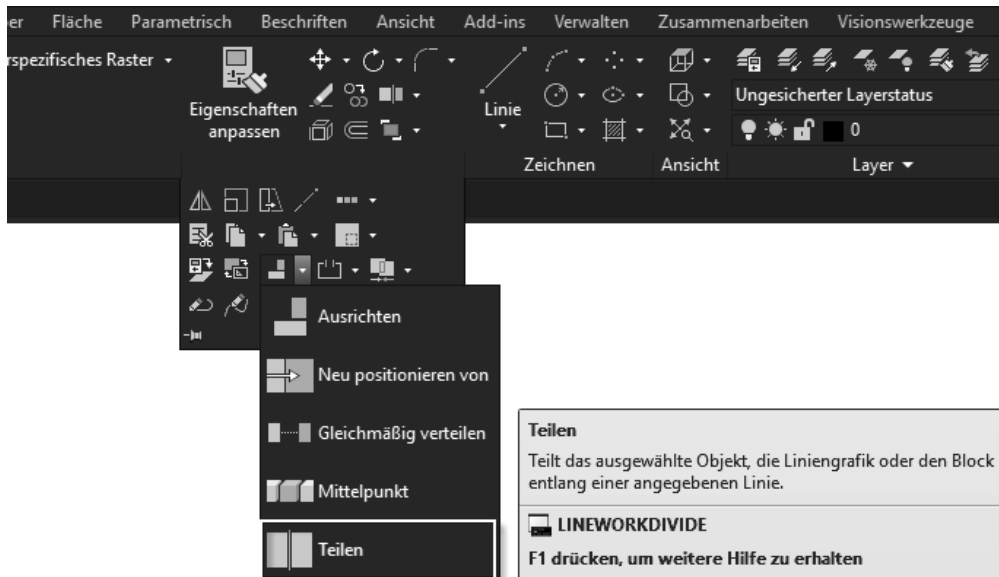 er Fläche Parametrisch Beschriften Ansicht Add-ins Verwalten Zusammenarbeiten Visionswerkzeuge
rspezifisches Raster
Eigenschaften
anpassen
Linie
Ungesicherter Layerstatus
0
Zeichnen Ansicht Layer
Ausrichten
Neu positionieren von
Gleichmäßig verteilen
Mittelpunkt
Teilen
Teilen
Teilt das ausgewählte Objekt, die Liniengrafik oder den Block
entlang einer angegebenen Linie.
LINEWORKDIVIDE
F1 drücken, um weitere Hilfe zu erhalten